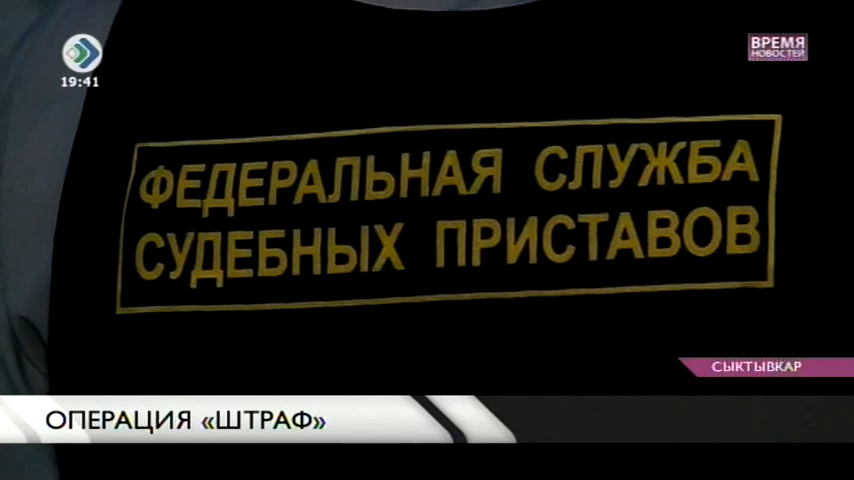 ВРЕМЯ
НОВОСТЕЙ
19:41
ФЕДЕРАЛЬНАЯ СЛУЖБА
СУДЕБНЫХ ПРИСТАВОВ
СЫКТЫВКАР
ОПЕРАЦИЯ «ШТРАФ»